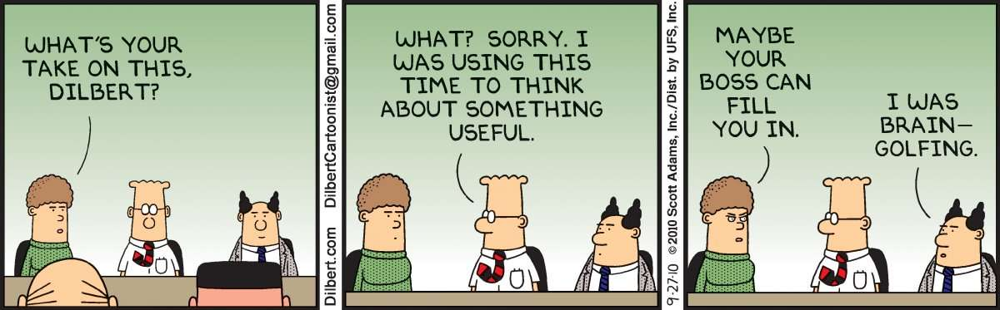 WHAT'S YOUR
TAKE ON THIS,
DILBERT?
Dilbert.com DilbertCartoonist@gmail.com
WHAT? SORRY. I
WAS USING THIS
TIME TO THINK
ABOUT SOMETHING
USEFUL.
9-27-10 ©2010 Scott Adams, Inc./Dist. by UFS, Inc.
MAYBE
YOUR
BOSS CAN
FILL
YOU IN.
I WAS
BRAIN-
GOLFING.